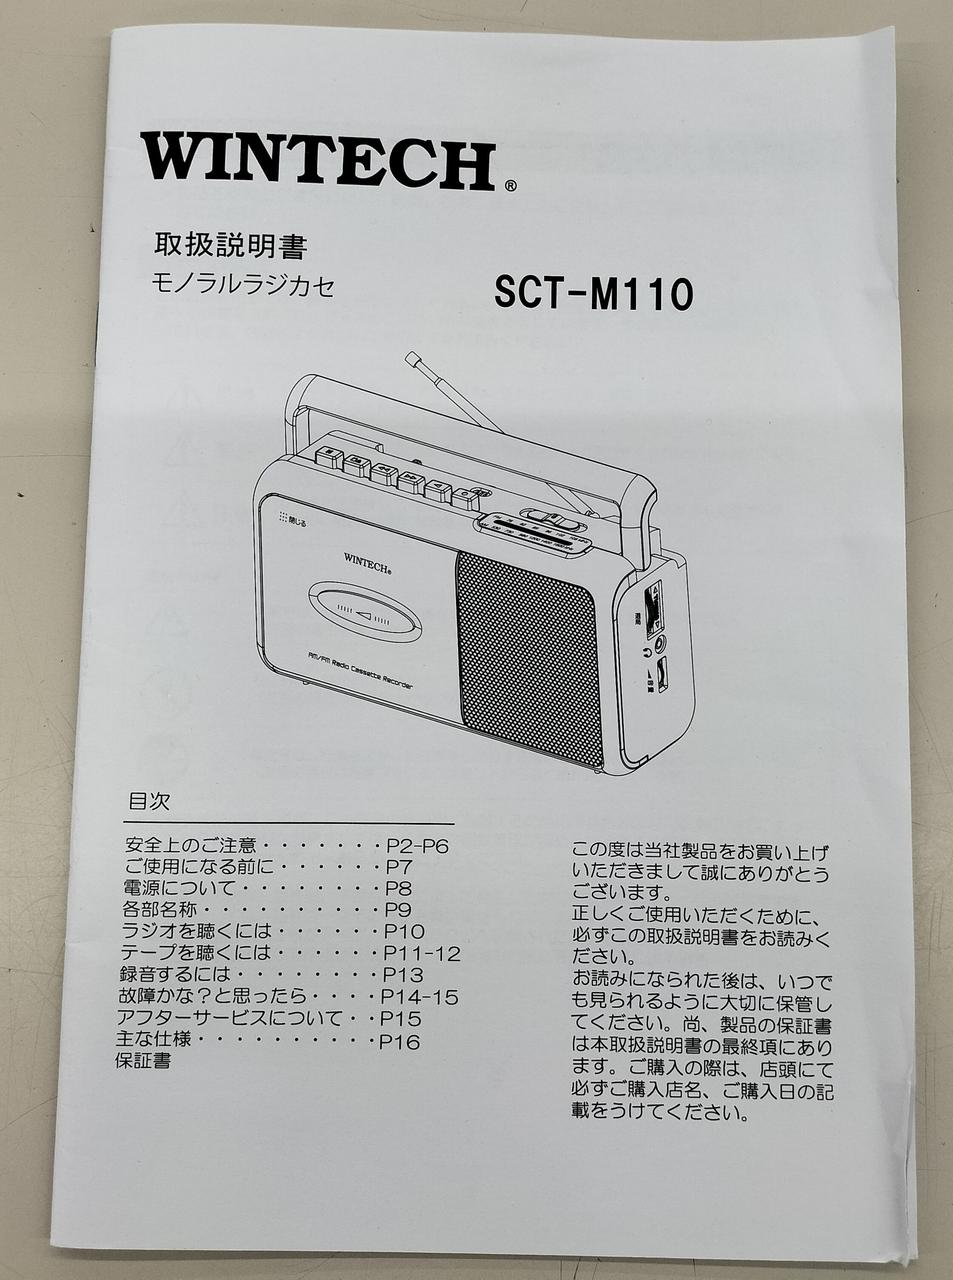 WINTECH®
取扱説明書
モノラルラジカセ
SCT-M110
閉じる
WINTECH®
AM/FM Radio Cassette Recorder
選局
音量
目次
安全上のご注意・・・・・・・P2-P6
ご使用になる前に・・・・・・P7
電源について・・・・・・・・P8
各部名称・・・・・・・・・・P9
ラジオを聴くには・・・・・・P10
テープを聴くには・・・・・・P11-12
録音するには・・・・・・・・P13
故障かな？と思ったら・・・・P14-15
アフターサービスについて・・P15
主な仕様・・・・・・・・・・P16
保証書
この度は当社製品をお買い上げ
いただきまして誠にありがとう
ございます。
正しくご使用いただくために、
必ずこの取扱説明書をお読みく
ださい。
お読みになられた後は、いつで
も見られるように大切に保管し
てください。尚、製品の保証書
は本取扱説明書の最終項にあり
ます。ご購入の際は、店頭にて
必ずご購入店名、ご購入日の記
載をうけてください。